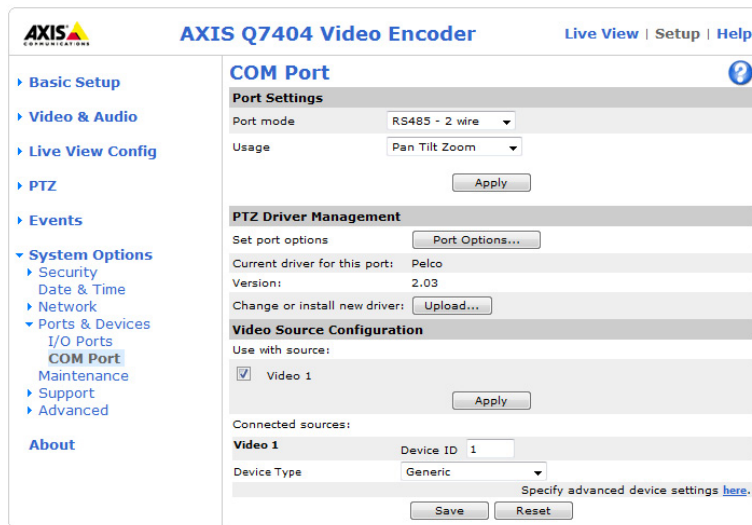 AXIS
COMMUNICATIONS
AXIS Q7404 Video Encoder
Live View | Setup | Help
Basic Setup
Video & Audio
Live View Config
PTZ
Events
System Options
Security
Date & Time
Network
Ports & Devices
I/O Ports
COM Port
Maintenance
Support
Advanced
About
COM Port
?
Port Settings
Port mode RS485 - 2 wire
Usage Pan Tilt Zoom
Apply
PTZ Driver Management
Set port options Port Options...
Current driver for this port: Pelco
Version: 2.03
Change or install new driver: Upload...
Video Source Configuration
Use with source:
Video 1
Apply
Connected sources:
Video 1 Device ID 1
Device Type Generic
Specify advanced device settings here.
Save Reset